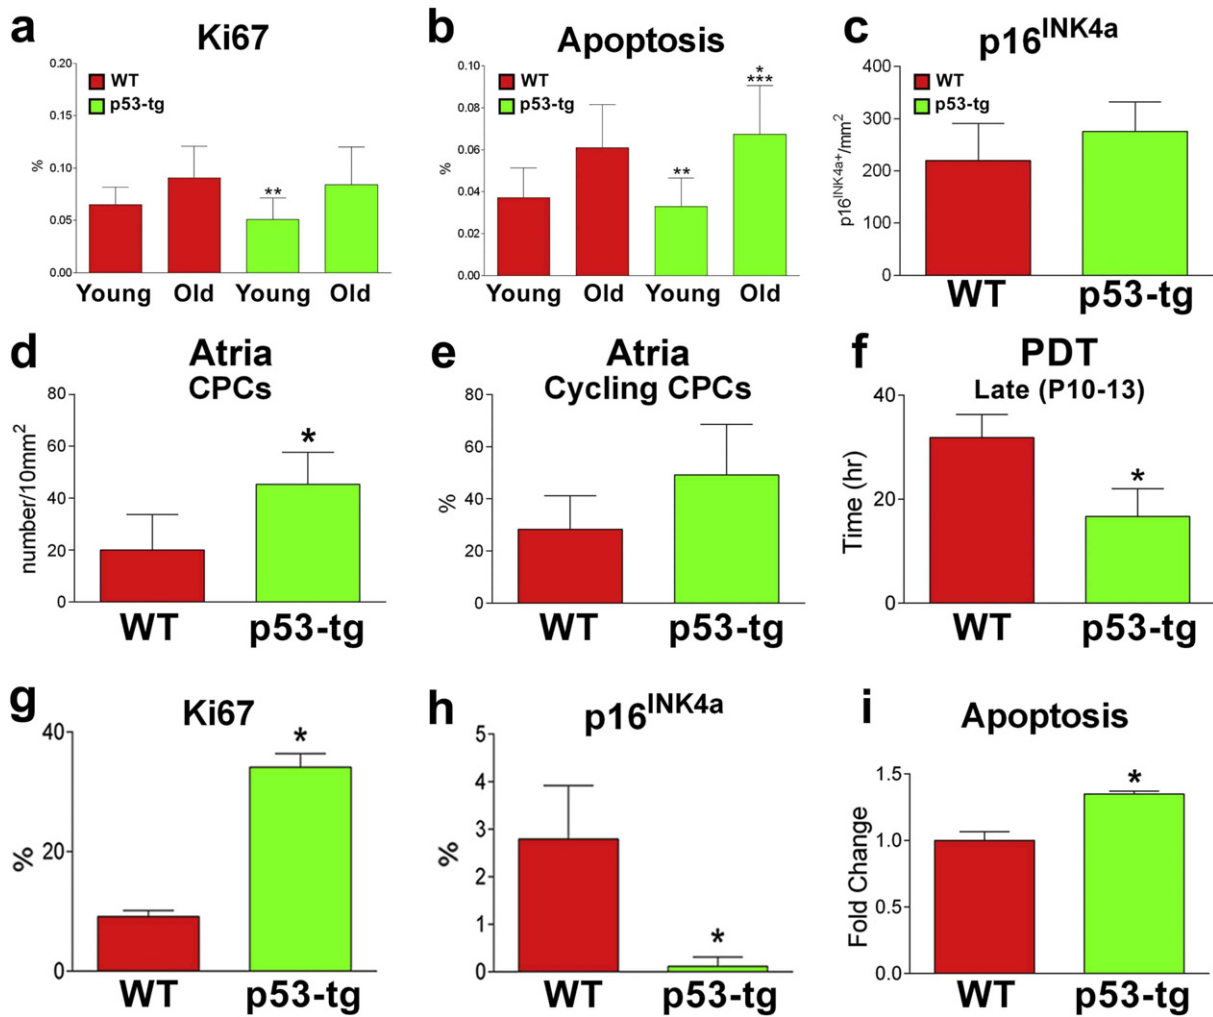 a
Ki67
0.20
0.15
0.10
0.05
0.00
%
WT
p53-tg
**
Young Old Young Old
b
Apoptosis
0.10
0.08
0.06
0.04
0.02
0.00
%
WT
p53-tg
**
*
***
Young Old Young Old
c
p16INK4a
400
300
200
100
0
p16INK4a+/mm2
WT
p53-tg
WT p53-tg
d
Atria
CPCs
80
60
40
20
0
number/10mm2
*
WT p53-tg
e
Atria
Cycling CPCs
80
60
40
20
0
%
WT p53-tg
f
PDT
Late (P10-13)
40
20
0
Time (hr)
*
WT p53-tg
g
Ki67
40
20
0
%
*
WT p53-tg
h
p16INK4a
5
4
3
2
1
0
%
*
WT p53-tg
i
Apoptosis
1.5
1.0
0.5
0.0
Fold Change
*
WT p53-tg